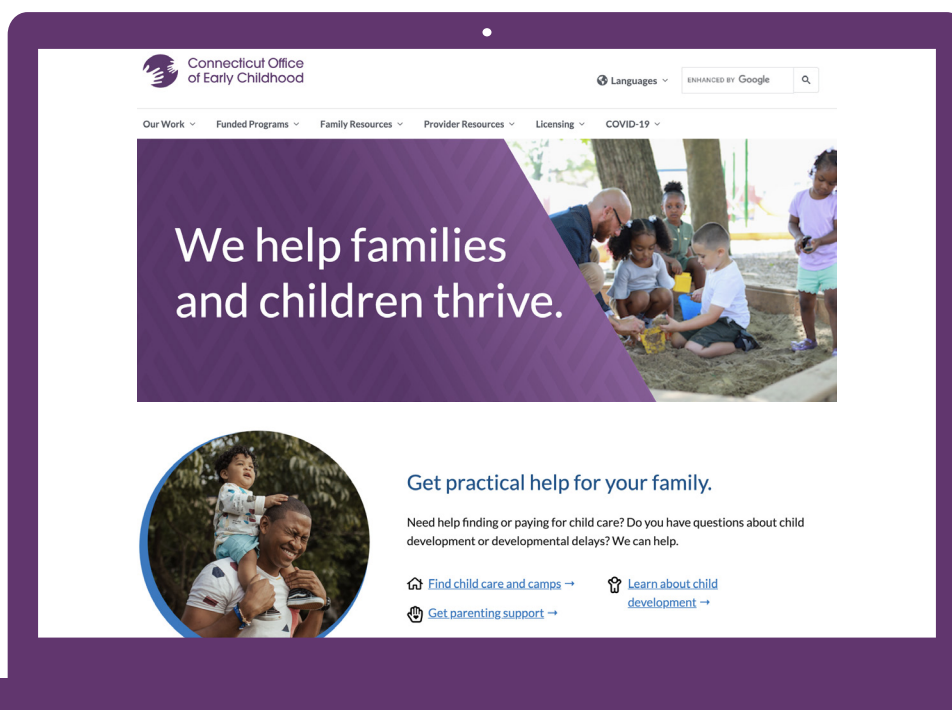 Connecticut Office
of Early Childhood
Languages
ENHANCED BY Google
Our Work Funded Programs Family Resources Provider Resources Licensing COVID-19
We help families
and children thrive.
Get practical help for your family.
Need help finding or paying for child care? Do you have questions about child
development or developmental delays? We can help.
Find child care and camps →
Learn about child
development →
Get parenting support →